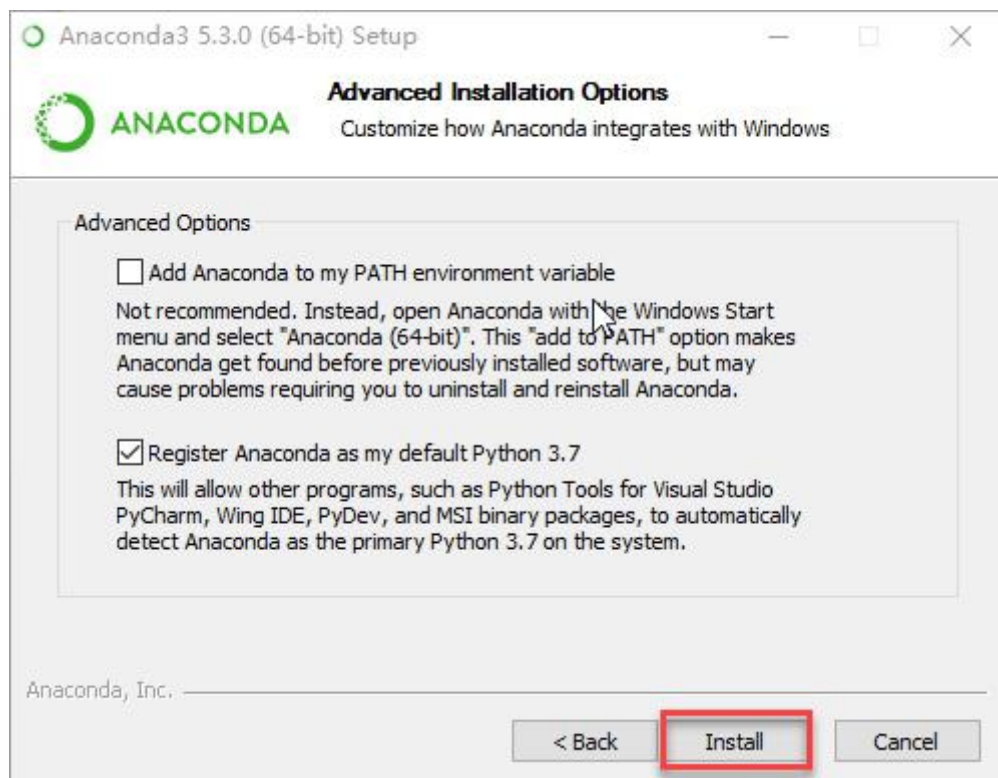 Anaconda3 5.3.0 (64-bit) Setup
ANACONDA
Advanced Installation Options
Customize how Anaconda integrates with Windows
Advanced Options
Add Anaconda to my PATH environment variable
Not recommended. Instead, open Anaconda with the Windows Start
menu and select "Anaconda (64-bit)". This "add to PATH" option makes
Anaconda get found before previously installed software, but may
cause problems requiring you to uninstall and reinstall Anaconda.
Register Anaconda as my default Python 3.7
This will allow other programs, such as Python Tools for Visual Studio
PyCharm, Wing IDE, PyDev, and MSI binary packages, to automatically
detect Anaconda as the primary Python 3.7 on the system.
Anaconda, Inc.
< Back Install Cancel